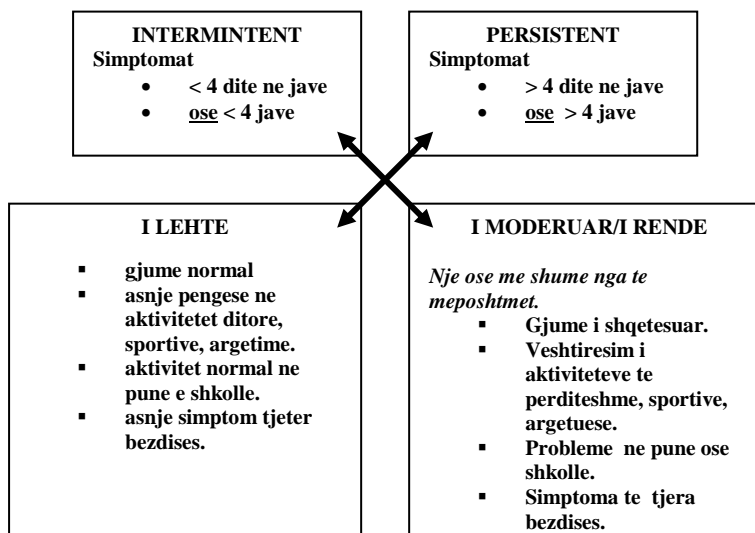 INTERMINTENT
Simptomat
• < 4 dite ne jave
• ose < 4 jave
PERSISTENT
Simptomat
• > 4 dite ne jave
• ose > 4 jave
I LEHTE
▪ gjume normal
▪ asnje pengese ne
aktivitetet ditore,
sportive, argetime.
▪ aktivitet normal ne
pune e shkolle.
▪ asnje simptom tjeter
bezdises.
I MODERUAR/I RENDE
Nje ose me shume nga te
meposhtmet.
▪ Gjume i shqetesuar.
▪ Veshtiresim i
aktiviteteve te
perditeshme, sportive,
argetuese.
▪ Probleme ne pune ose
shkolle.
▪ Simptoma te tjera
bezdises.